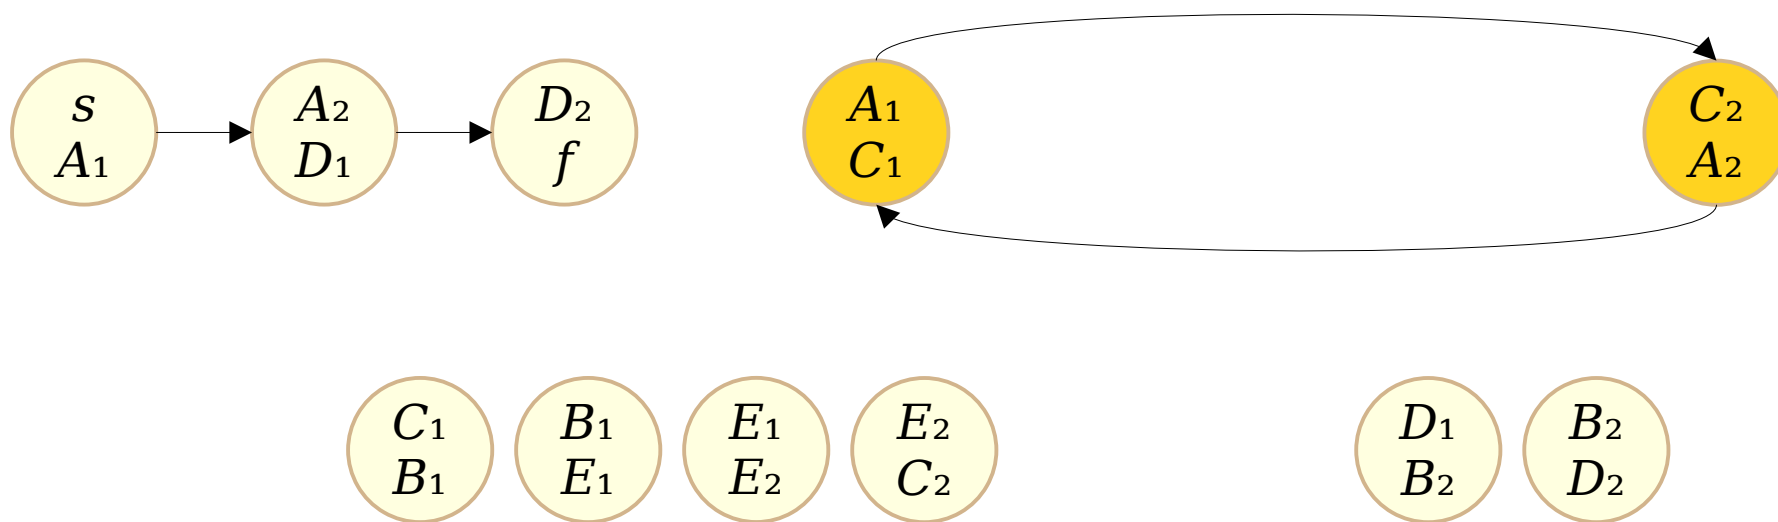 s
A₁
A₂
D₁
D₂
f
A₁
C₁
C₂
A₂
C₁
B₁
B₁
E₁
E₁
E₂
E₂
C₂
D₁
B₂
B₂
D₂